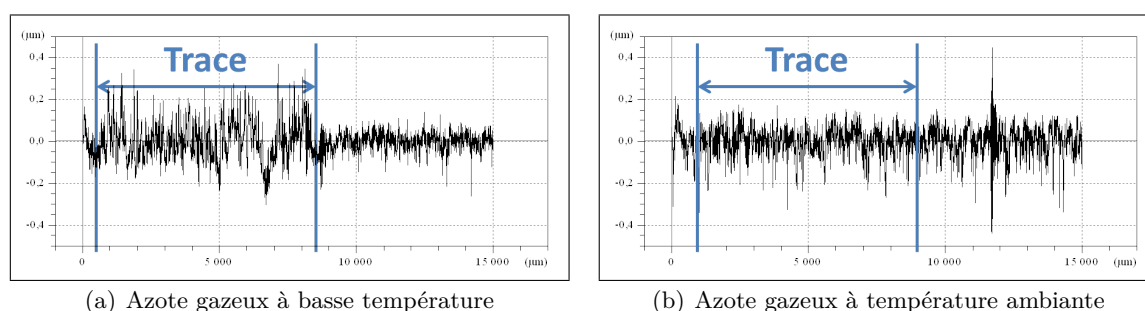 (µm)
0.4
Trace
0.2
0.0
-0.2
-0.4
0 5 000 10 000 15 000 (µm)
(a) Azote gazeux à basse température
(µm)
0.4
Trace
0.2
0.0
-0.2
-0.4
0 5 000 10 000 15 000 (µm)
(b) Azote gazeux à température ambiante